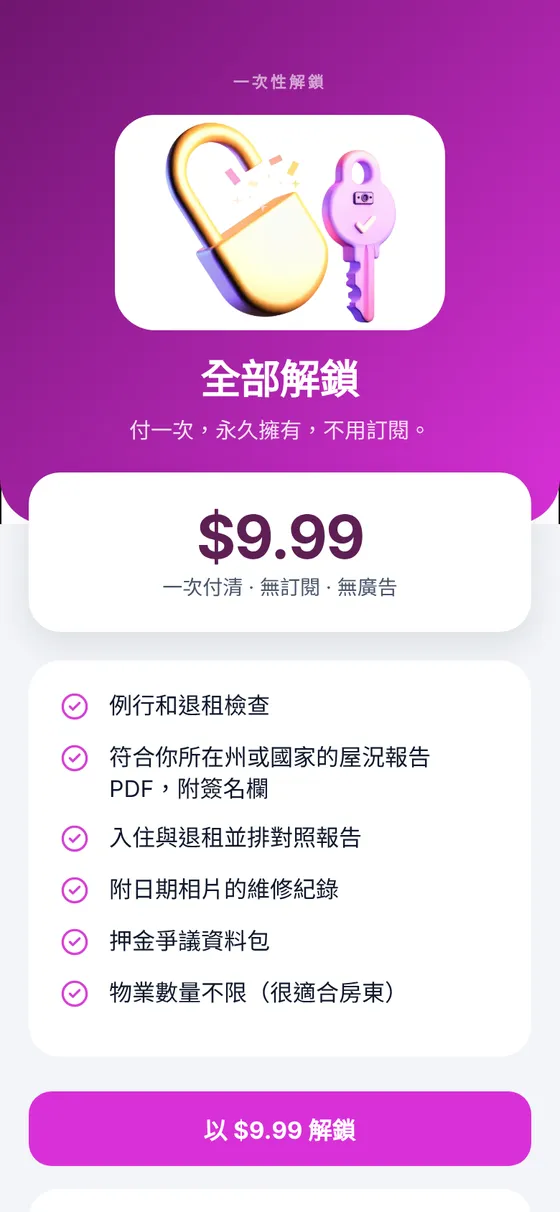 一次性解鎖
全部解鎖
付一次，永久擁有，不用訂閱。
$9.99
一次付清 · 無訂閱 · 無廣告
例行和退租檢查
符合你所在州或國家的屋況報告
PDF，附簽名欄
入住與退租並排對照報告
附日期相片的維修紀錄
押金爭議資料包
物業數量不限（很適合房東）
以 $9.99 解鎖